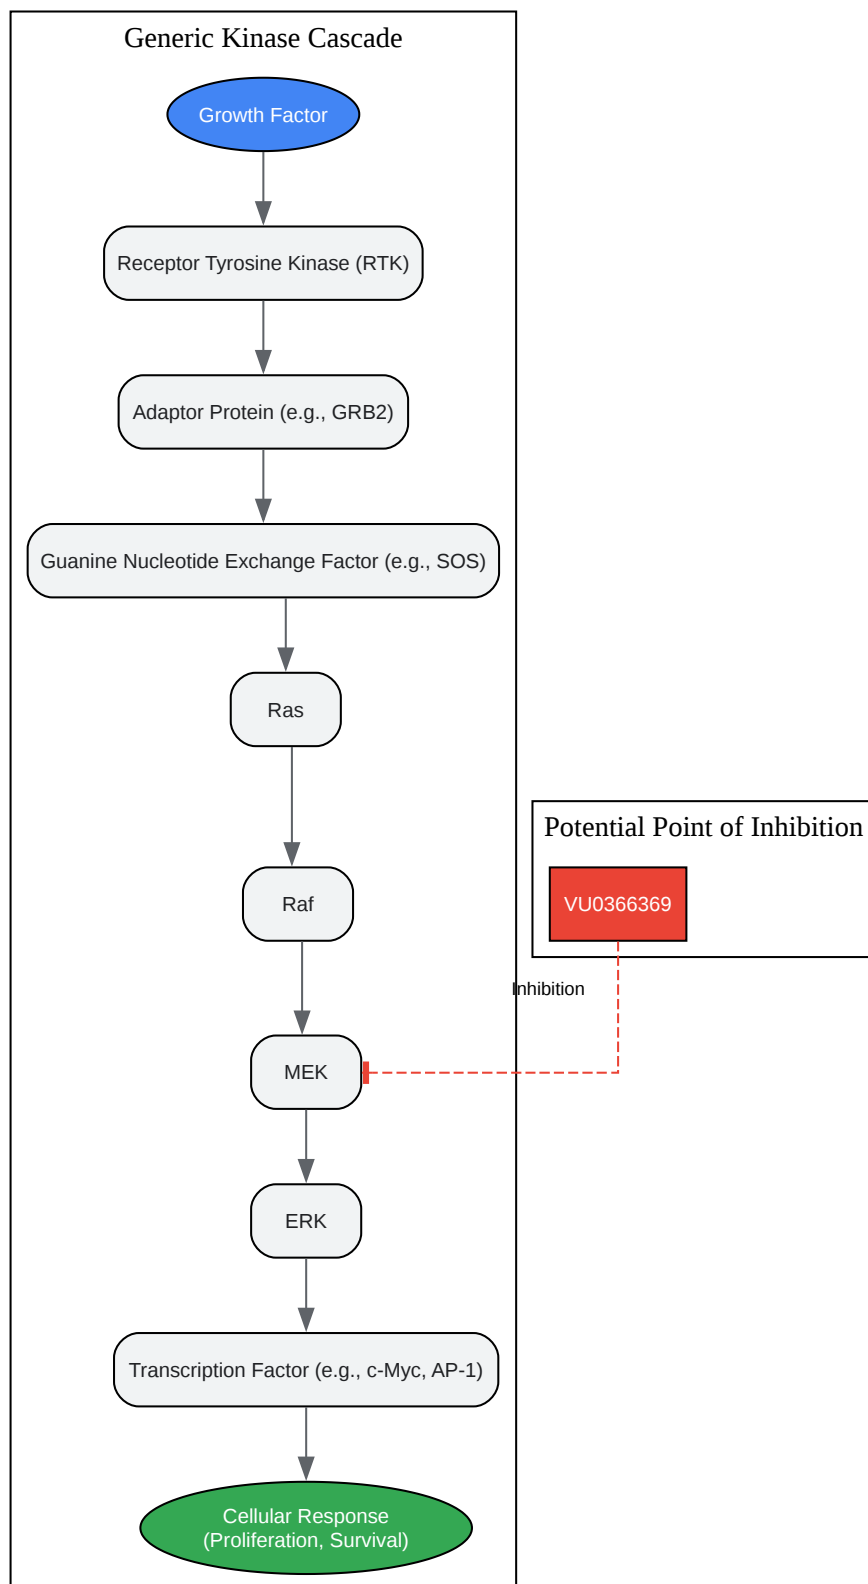 Generic Kinase Cascade
Growth Factor
Receptor Tyrosine Kinase (RTK)
Adaptor Protein (e.g., GRB2)
Guanine Nucleotide Exchange Factor (e.g., SOS)
Ras
Potential Point of Inhibition
Raf
VU0366369
Inhibition
MEK
ERK
Transcription Factor (e.g., c-Myc, AP-1)
Cellular Response
(Proliferation, Survival)